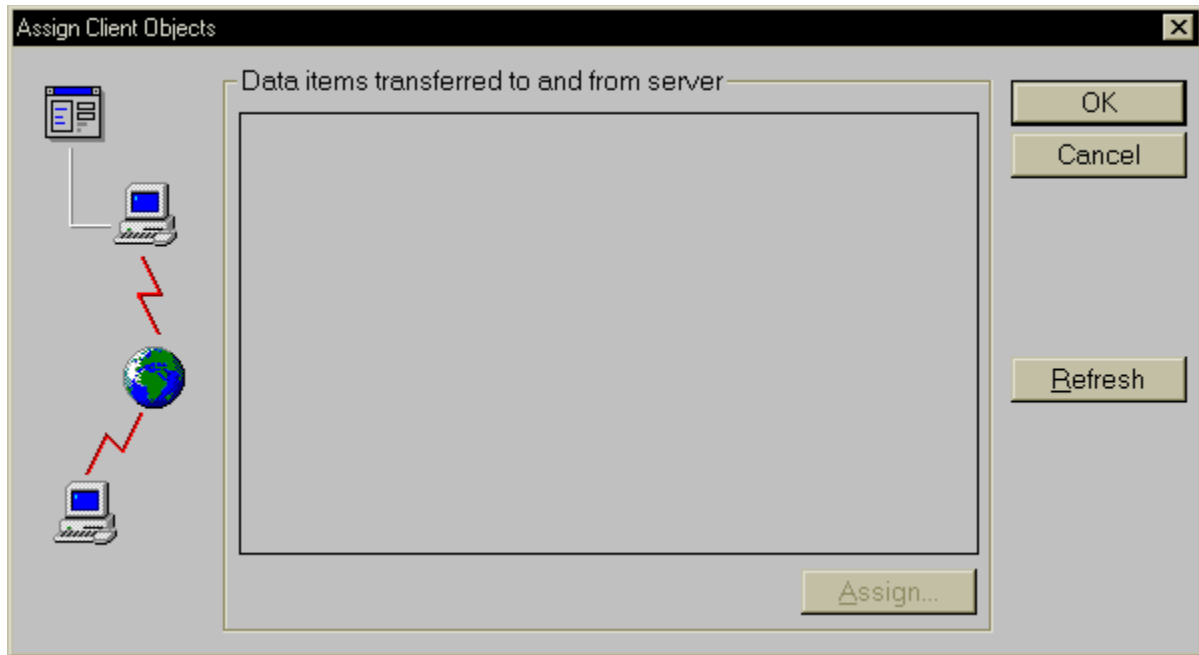 Assign Client Objects
Data items transferred to and from server
OK
Cancel
Refresh
Assign...